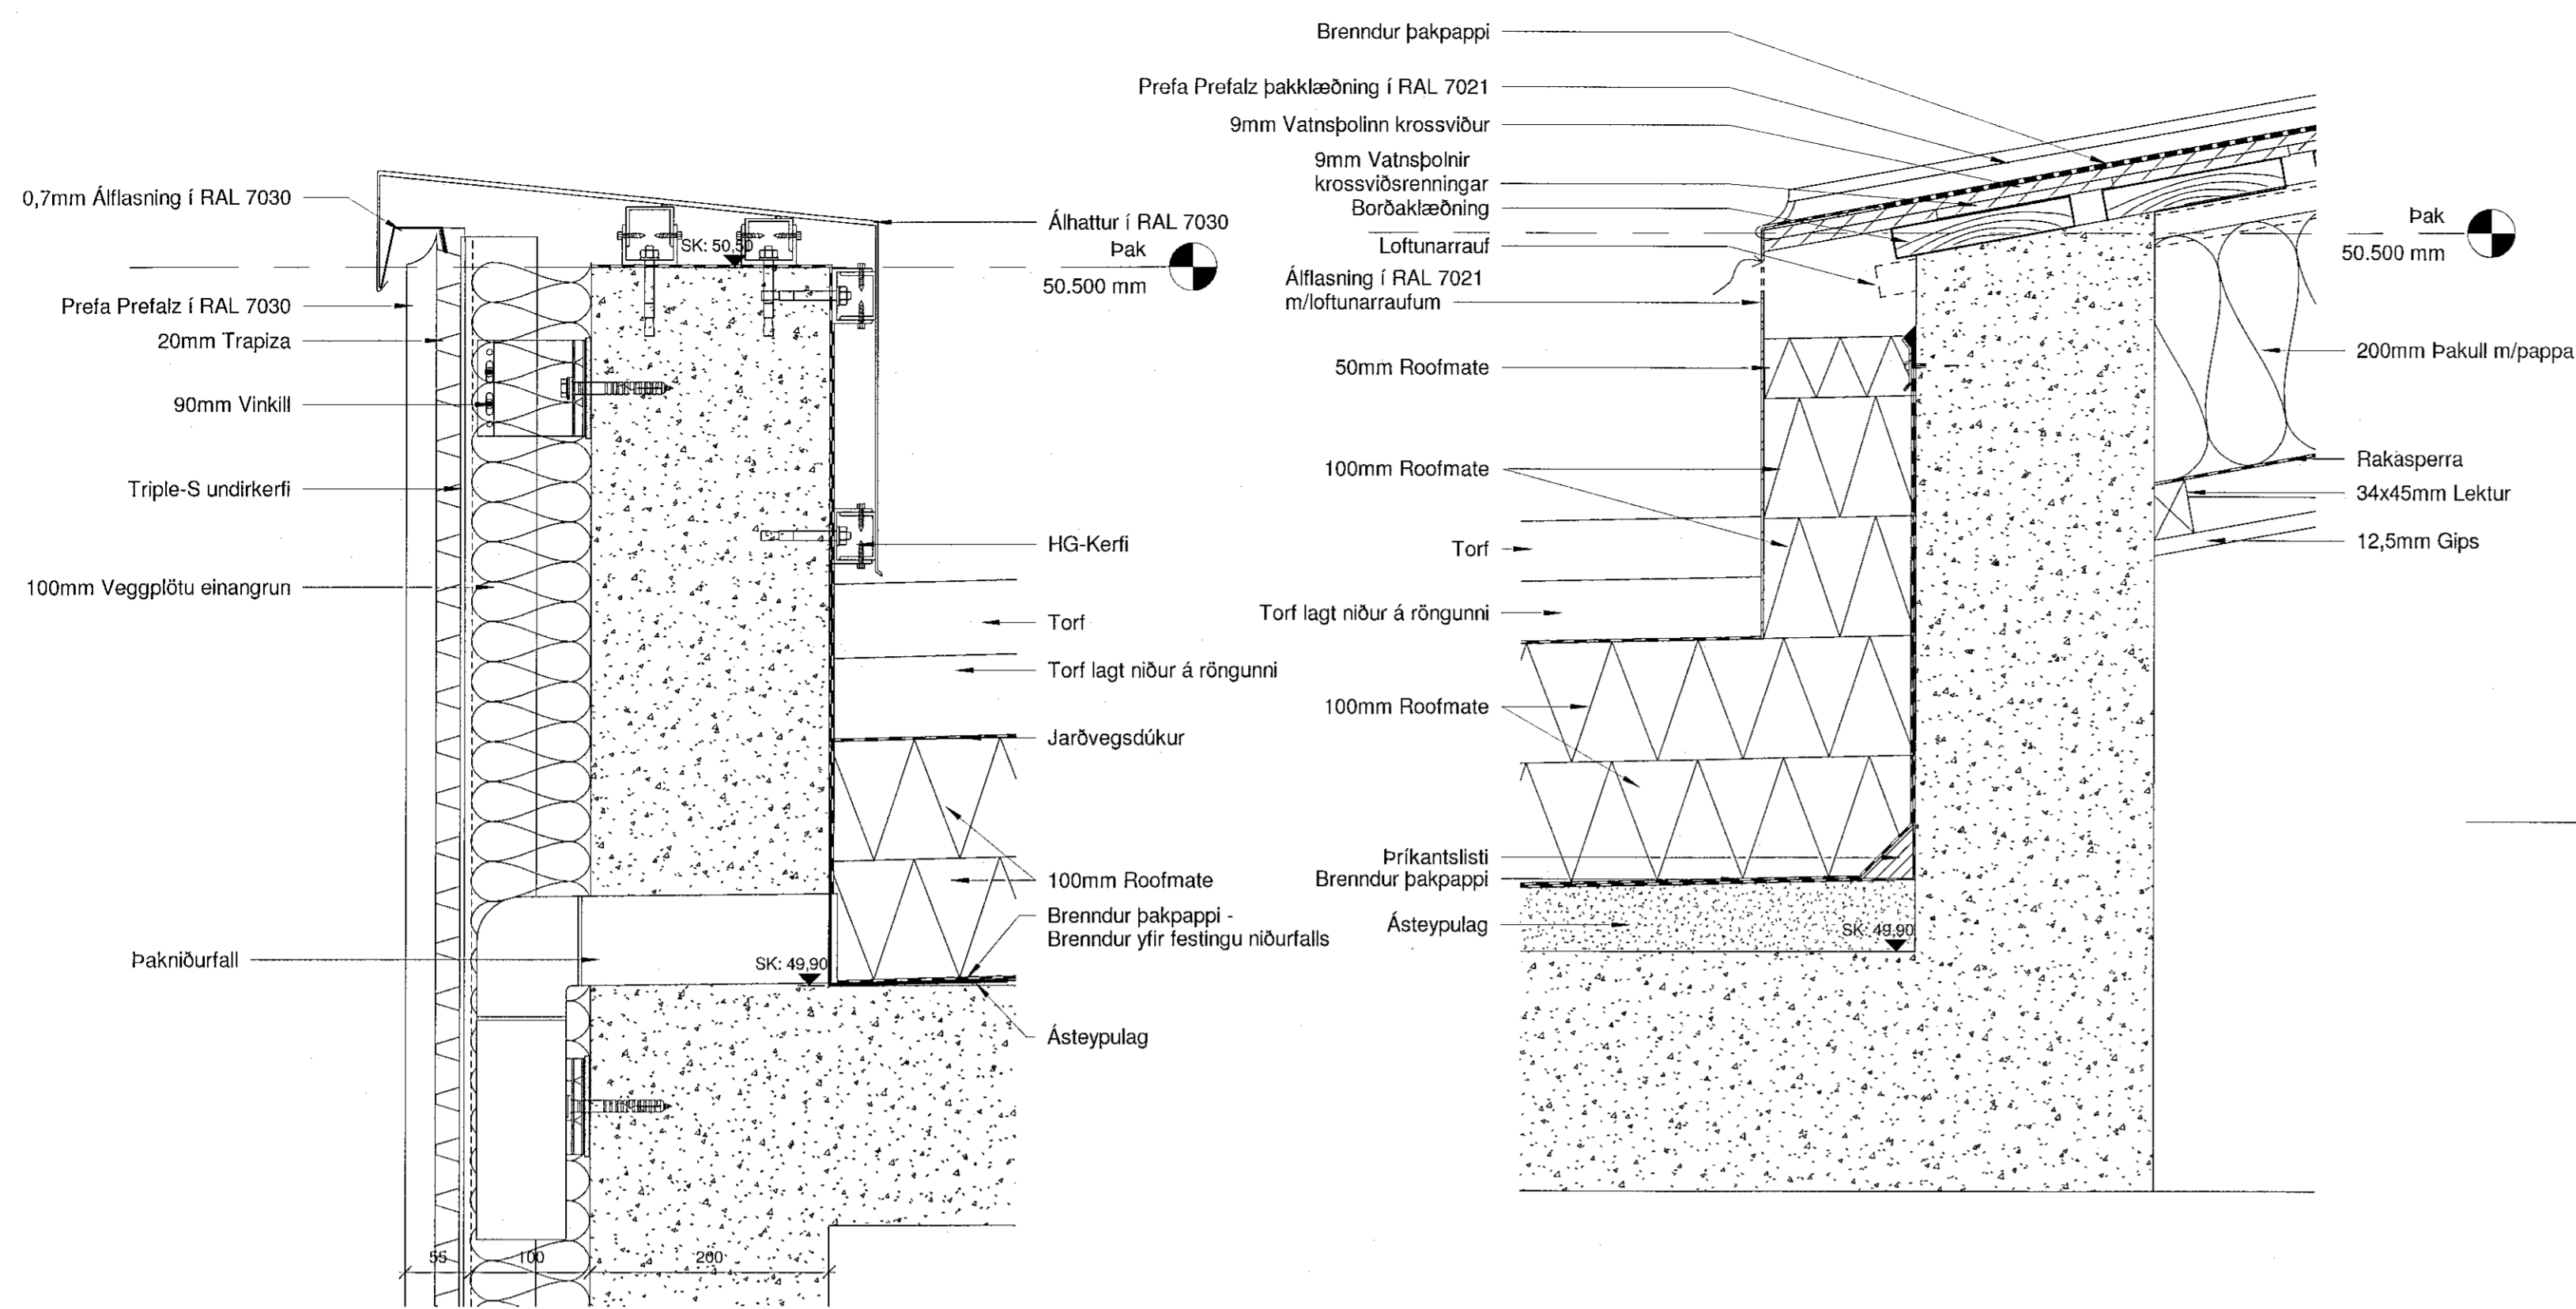 0,7mm Álflasning í RAL 7030
Prefa Prefalz í RAL 7030
20mm Trapiza
90mm Vinkill
Triple-S undirkerfi
100mm Veggplötu einangrun
Þakniðurfall
SK: 50,50
SK: 49,90
55
100
200
Álhattur í RAL 7030
Þak
50.500 mm
HG-Kerfi
Torf
Torf lagt niður á röngunni
Jarðvegsdúkur
100mm Roofmate
Brenndur þakpappi -
Brenndur yfir festingu niðurfalls
Ásteypulag
Brenndur þakpappi
Prefa Prefalz þakklæðning í RAL 7021
9mm Vatnsþolinn krossviður
9mm Vatnsþolnir
krossviðsrenningar
Borðaklæðning
Loftunarrauf
Álflasning í RAL 7021
m/loftunarraufum
50mm Roofmate
100mm Roofmate
Torf
Torf lagt niður á röngunni
100mm Roofmate
Þríkantslisti
Brenndur þakpappi
Ásteypulag
SK: 49,90
Þak
50.500 mm
200mm Þakull m/pappa
Rakasperra
34x45mm Lektur
12,5mm Gips